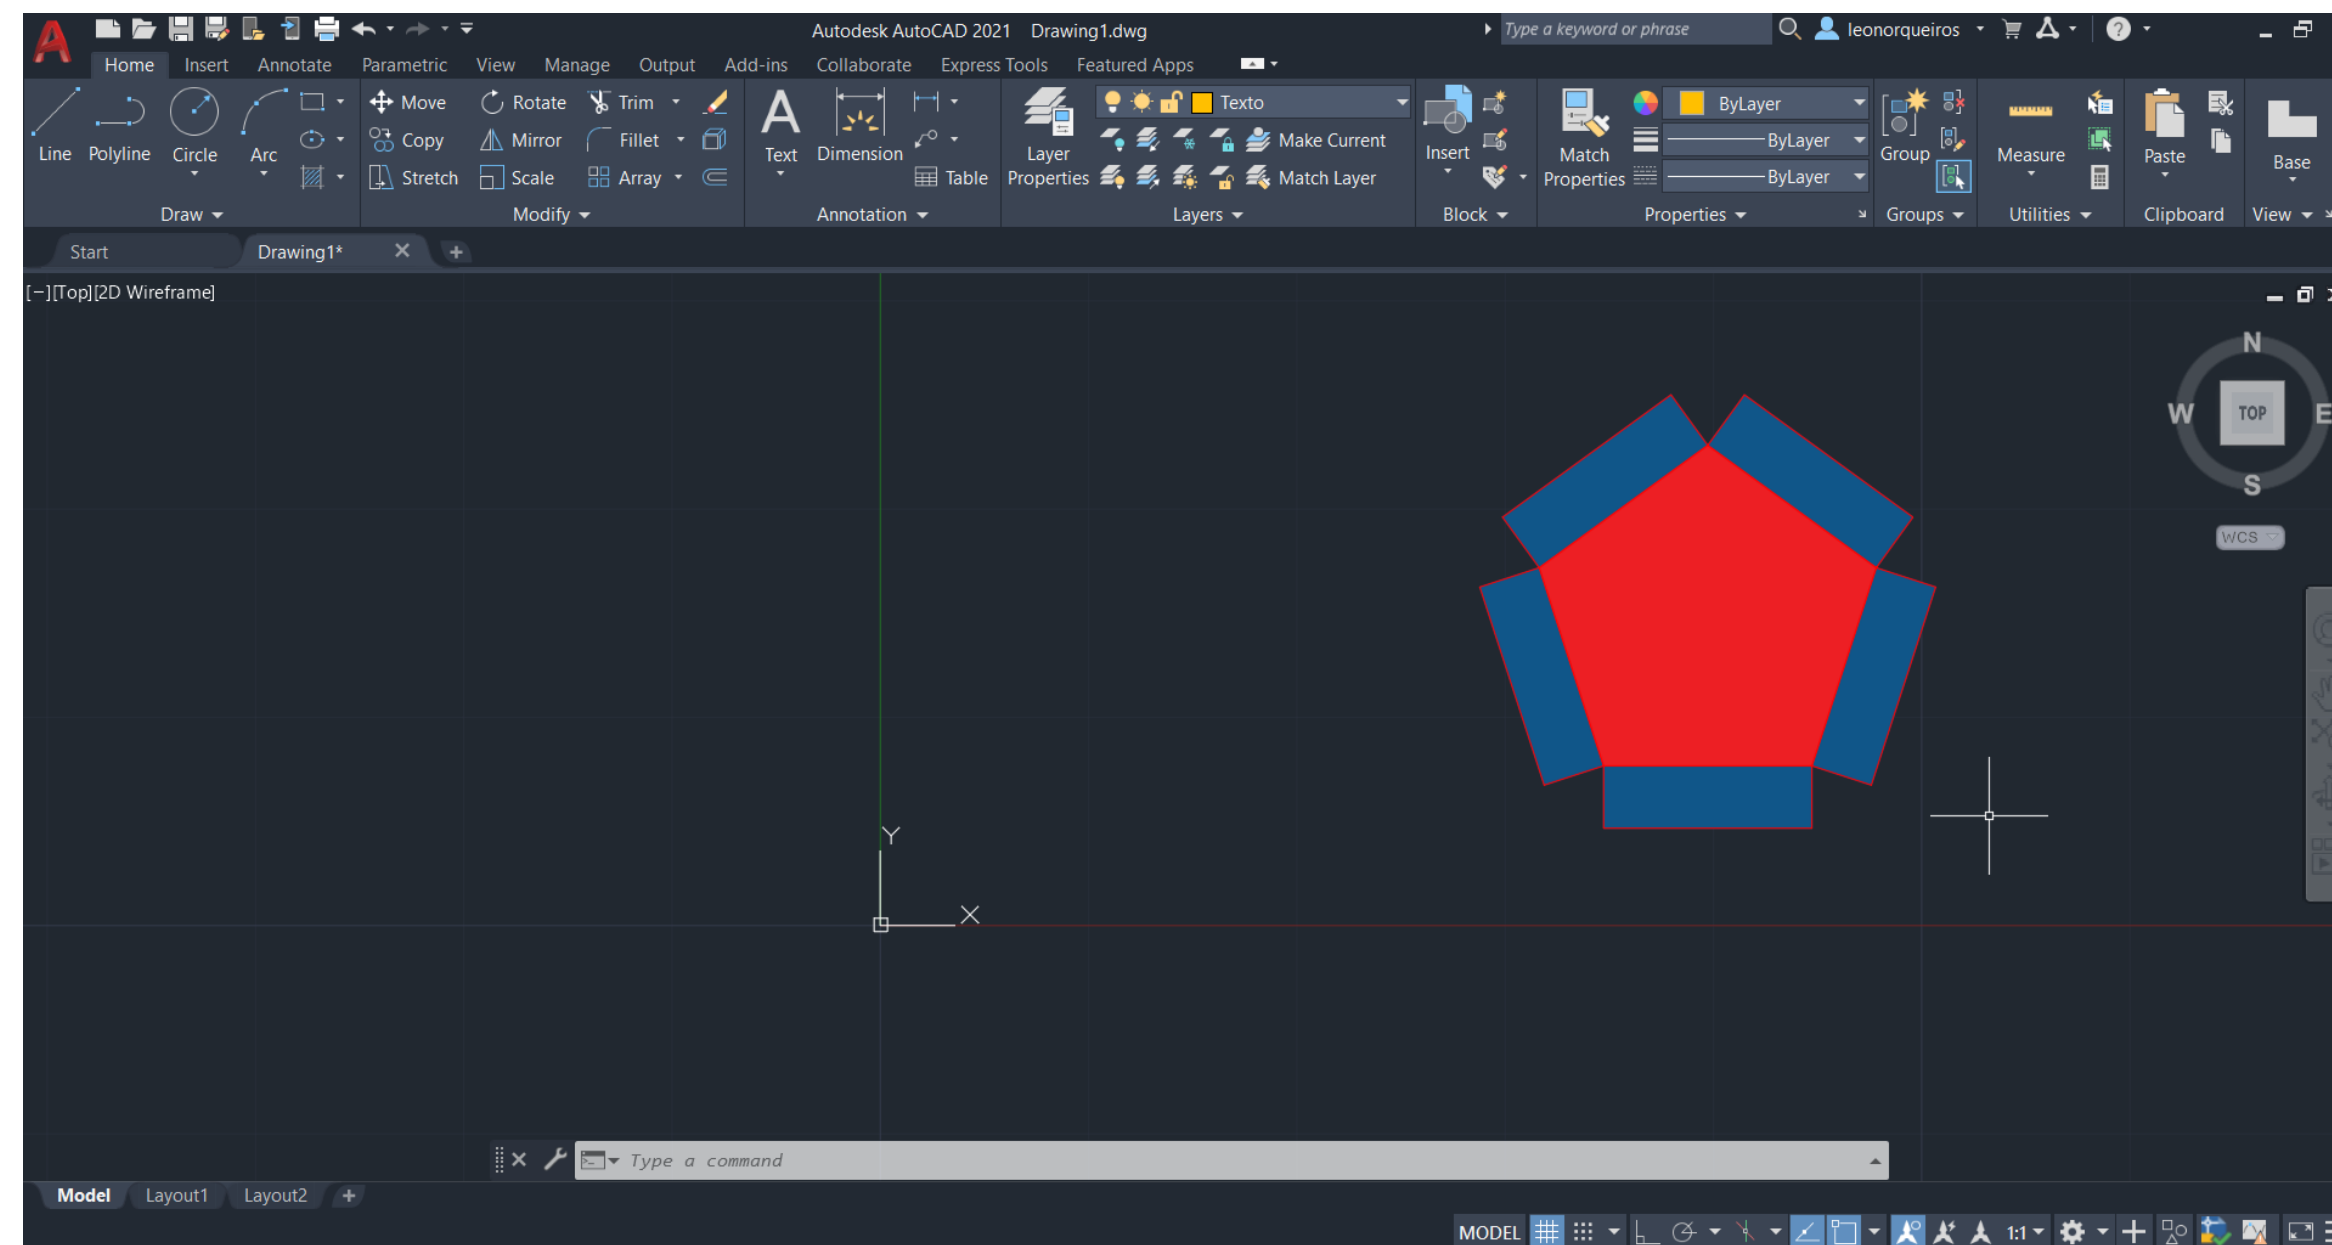 Autodesk AutoCAD 2021 Drawing1.dwg Type a keyword or phrase leonorqueiros
Home Insert Annotate Parametric View Manage Output Add-ins Collaborate Express Tools Featured Apps
Move Rotate Trim Texto ByLayer
Copy Mirror Fillet Make Current ByLayer
Line Polyline Circle Arc Text Dimension Layer Properties Insert Match Properties Group Measure Paste Base
Stretch Scale Array Table Match Layer ByLayer
Draw Modify Annotation Layers Block Properties Groups Utilities Clipboard View
Start Drawing1* +
[−][Top][2D Wireframe]
N
W TOP E
S
WCS
Y
X
Type a command
Model Layout1 Layout2 +
MODEL 1:1